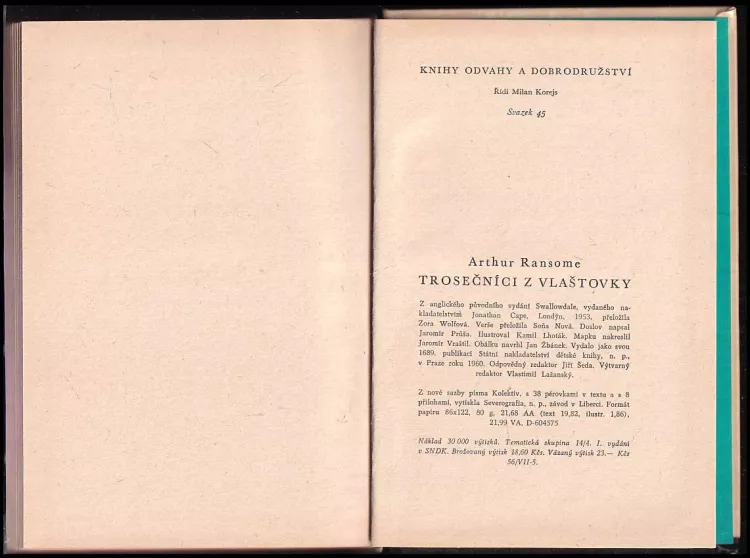 KNIHY ODVAHY A DOBRODRUŽSTVÍ
Řídí Milan Korejs
Svazek 45
Arthur Ransome
TROSEČNÍCI Z VLAŠTOVKY
Z anglického původního vydání Swallowdale, vydaného na-
kladatelstvím Jonathan Cape, Londýn, 1953, přeložila
Zora Wolfová. Verše přeložila Soňa Nová. Doslov napsal
Jaromír Průša. Ilustroval Kamil Lhoták. Mapku nakreslil
Jaromír Vraštil. Obálku navrhl Jan Žbánek. Vydalo jako svou
1689. publikaci Státní nakladatelství dětské knihy, n. p.,
v Praze roku 1960. Odpovědný redaktor Jiří Šeda. Výtvarný
redaktor Vlastimil Lažanský.
Z nové sazby písma Kolektiv, s 38 pérovkami v textu a s 8
přílohami, vytiskla Severografia, n. p., závod v Liberci. Formát
papíru 86x122, 80 g, 21,68 AA (text 19,82, ilustr. 1,86),
21,99 VA. D-604575
Náklad 30 000 výtisků. Tematická skupina 14/4. I. vydání
v SNDK. Brožovaný výtisk 18,60 Kčs. Vázaný výtisk 23.— Kčs
56/VII-5.